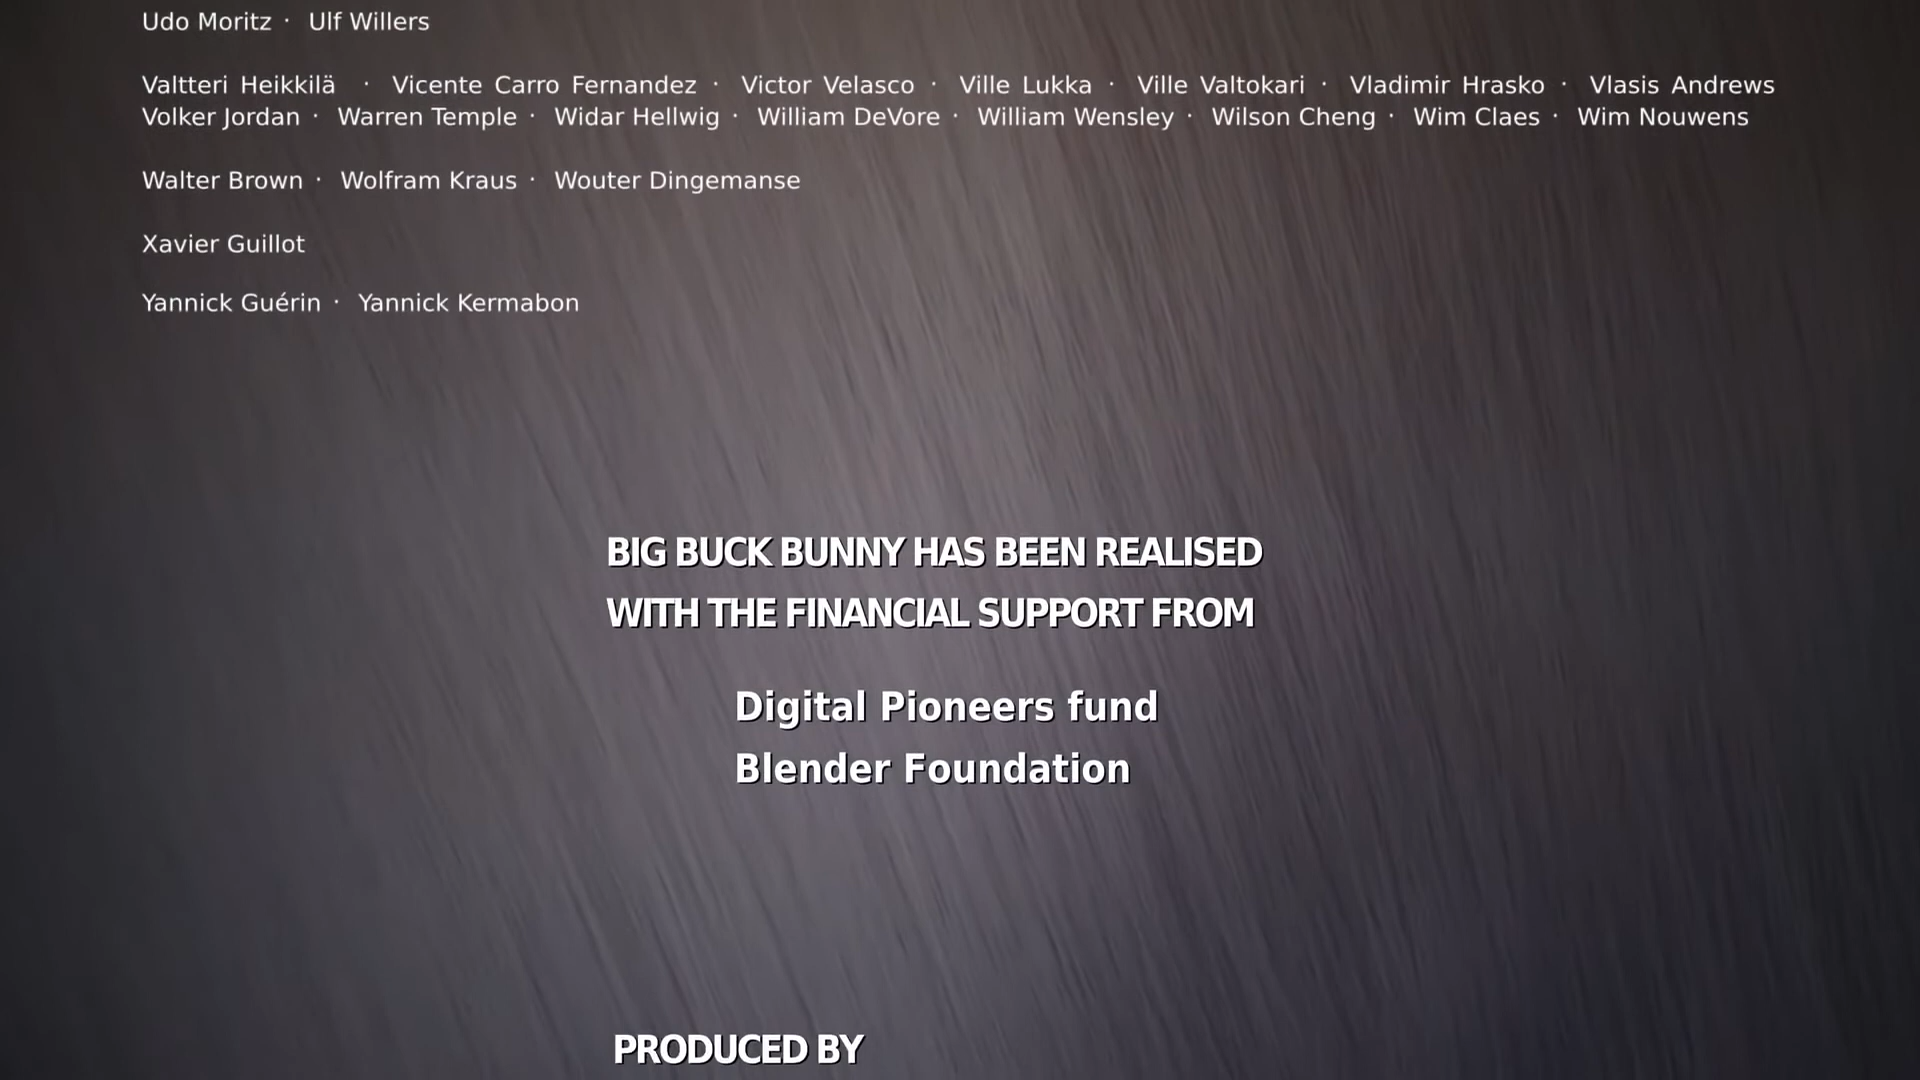 Udo Moritz · Ulf Willers
Valtteri Heikkilä · Vicente Carro Fernandez · Victor Velasco · Ville Lukka · Ville Valtokari · Vladimir Hrasko · Vlasis Andrews
Volker Jordan · Warren Temple · Widar Hellwig · William DeVore · William Wensley · Wilson Cheng · Wim Claes · Wim Nouwens
Walter Brown · Wolfram Kraus · Wouter Dingemanse
Xavier Guillot
Yannick Guérin · Yannick Kermabon
BIG BUCK BUNNY HAS BEEN REALISED
WITH THE FINANCIAL SUPPORT FROM
Digital Pioneers fund
Blender Foundation
PRODUCED BY